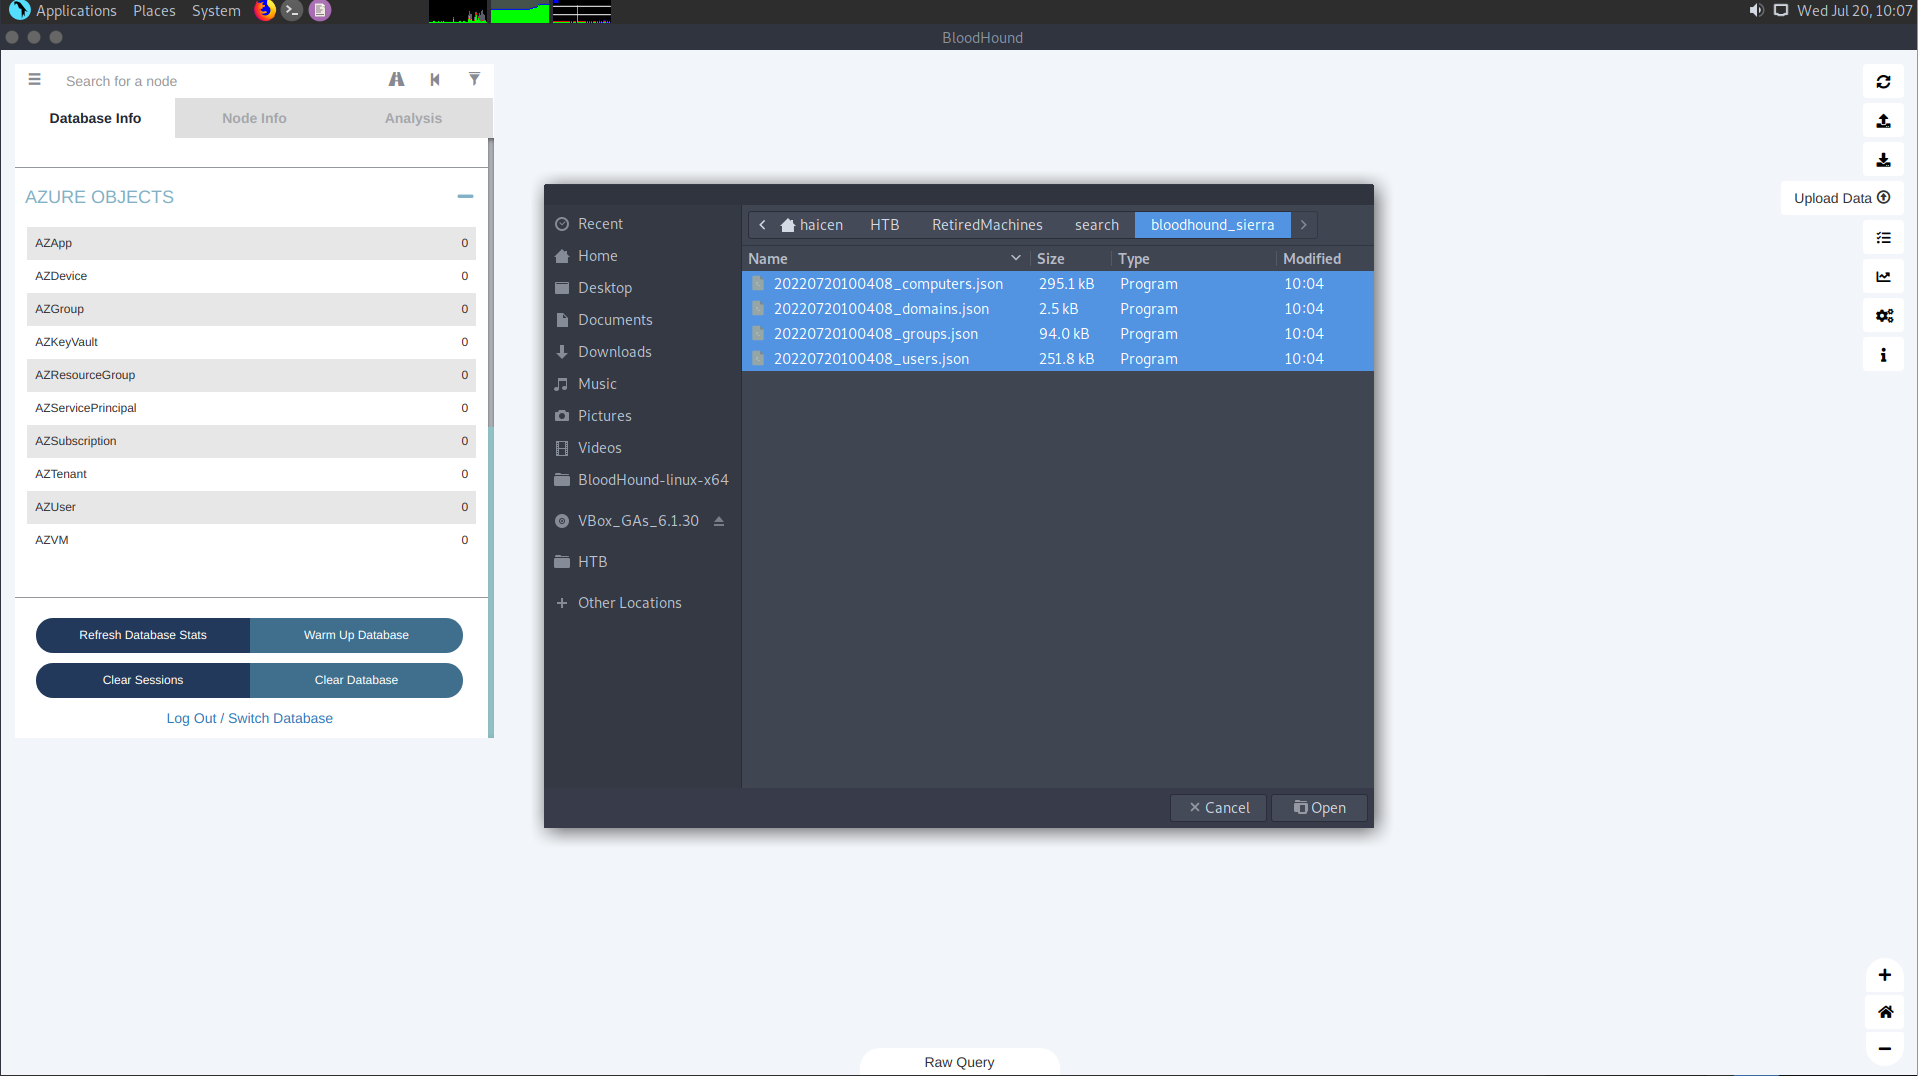 Applications Places System
Wed Jul 20, 10:07
BloodHound
Search for a node
Database Info Node Info Analysis
AZURE OBJECTS
AZApp 0
AZDevice 0
AZGroup 0
AZKeyVault 0
AZResourceGroup 0
AZServicePrincipal 0
AZSubscription 0
AZTenant 0
AZUser 0
AZVM 0
Refresh Database Stats Warm Up Database
Clear Sessions Clear Database
Log Out / Switch Database
Recent
Home
Desktop
Documents
Downloads
Music
Pictures
Videos
BloodHound-linux-x64
VBox_GAs_6.1.30
HTB
Other Locations
haicen HTB RetiredMachines search bloodhound_sierra
Name Size Type Modified
20220720100408_computers.json 295.1 kB Program 10:04
20220720100408_domains.json 2.5 kB Program 10:04
20220720100408_groups.json 94.0 kB Program 10:04
20220720100408_users.json 251.8 kB Program 10:04
Cancel Open
Upload Data
Raw Query